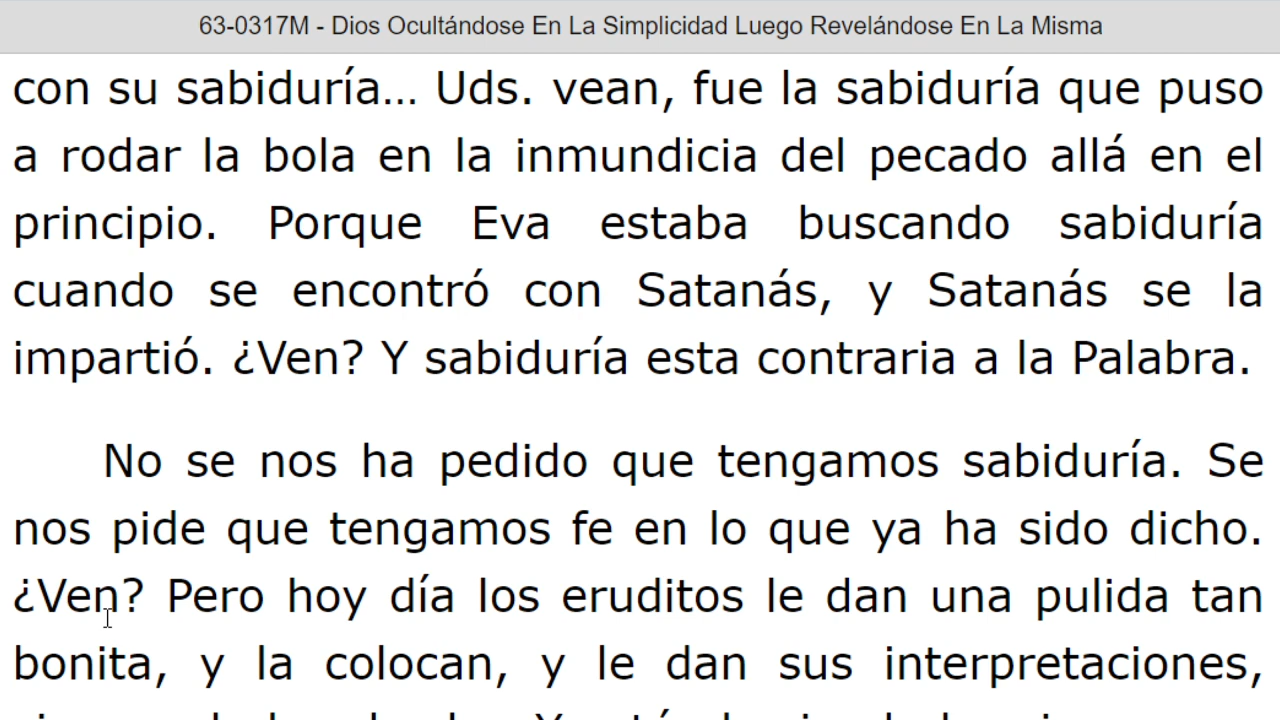 63-0317M - Dios Ocultándose En La Simplicidad Luego Revelándose En La Misma
con su sabiduría... Uds. vean, fue la sabiduría que puso
a rodar la bola en la inmundicia del pecado allá en el
principio. Porque Eva estaba buscando sabiduría
cuando se encontró con Satanás, y Satanás se la
impartió. ¿Ven? Y sabiduría esta contraria a la Palabra.
No se nos ha pedido que tengamos sabiduría. Se
nos pide que tengamos fe en lo que ya ha sido dicho.
¿Ven? Pero hoy día los eruditos le dan una pulida tan
bonita, y la colocan, y le dan sus interpretaciones,